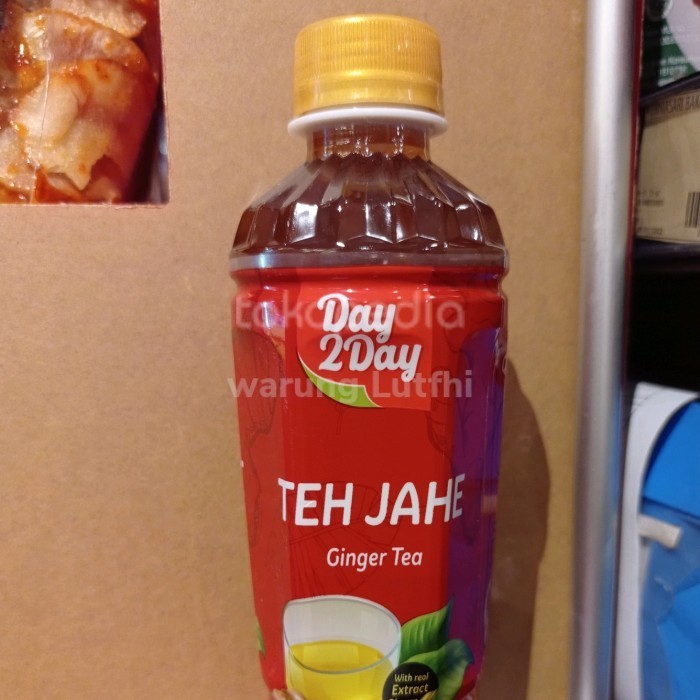 Day
2Day
tokopedia
warung Lutfhi
TEH JAHE
Ginger Tea
With real
Extract